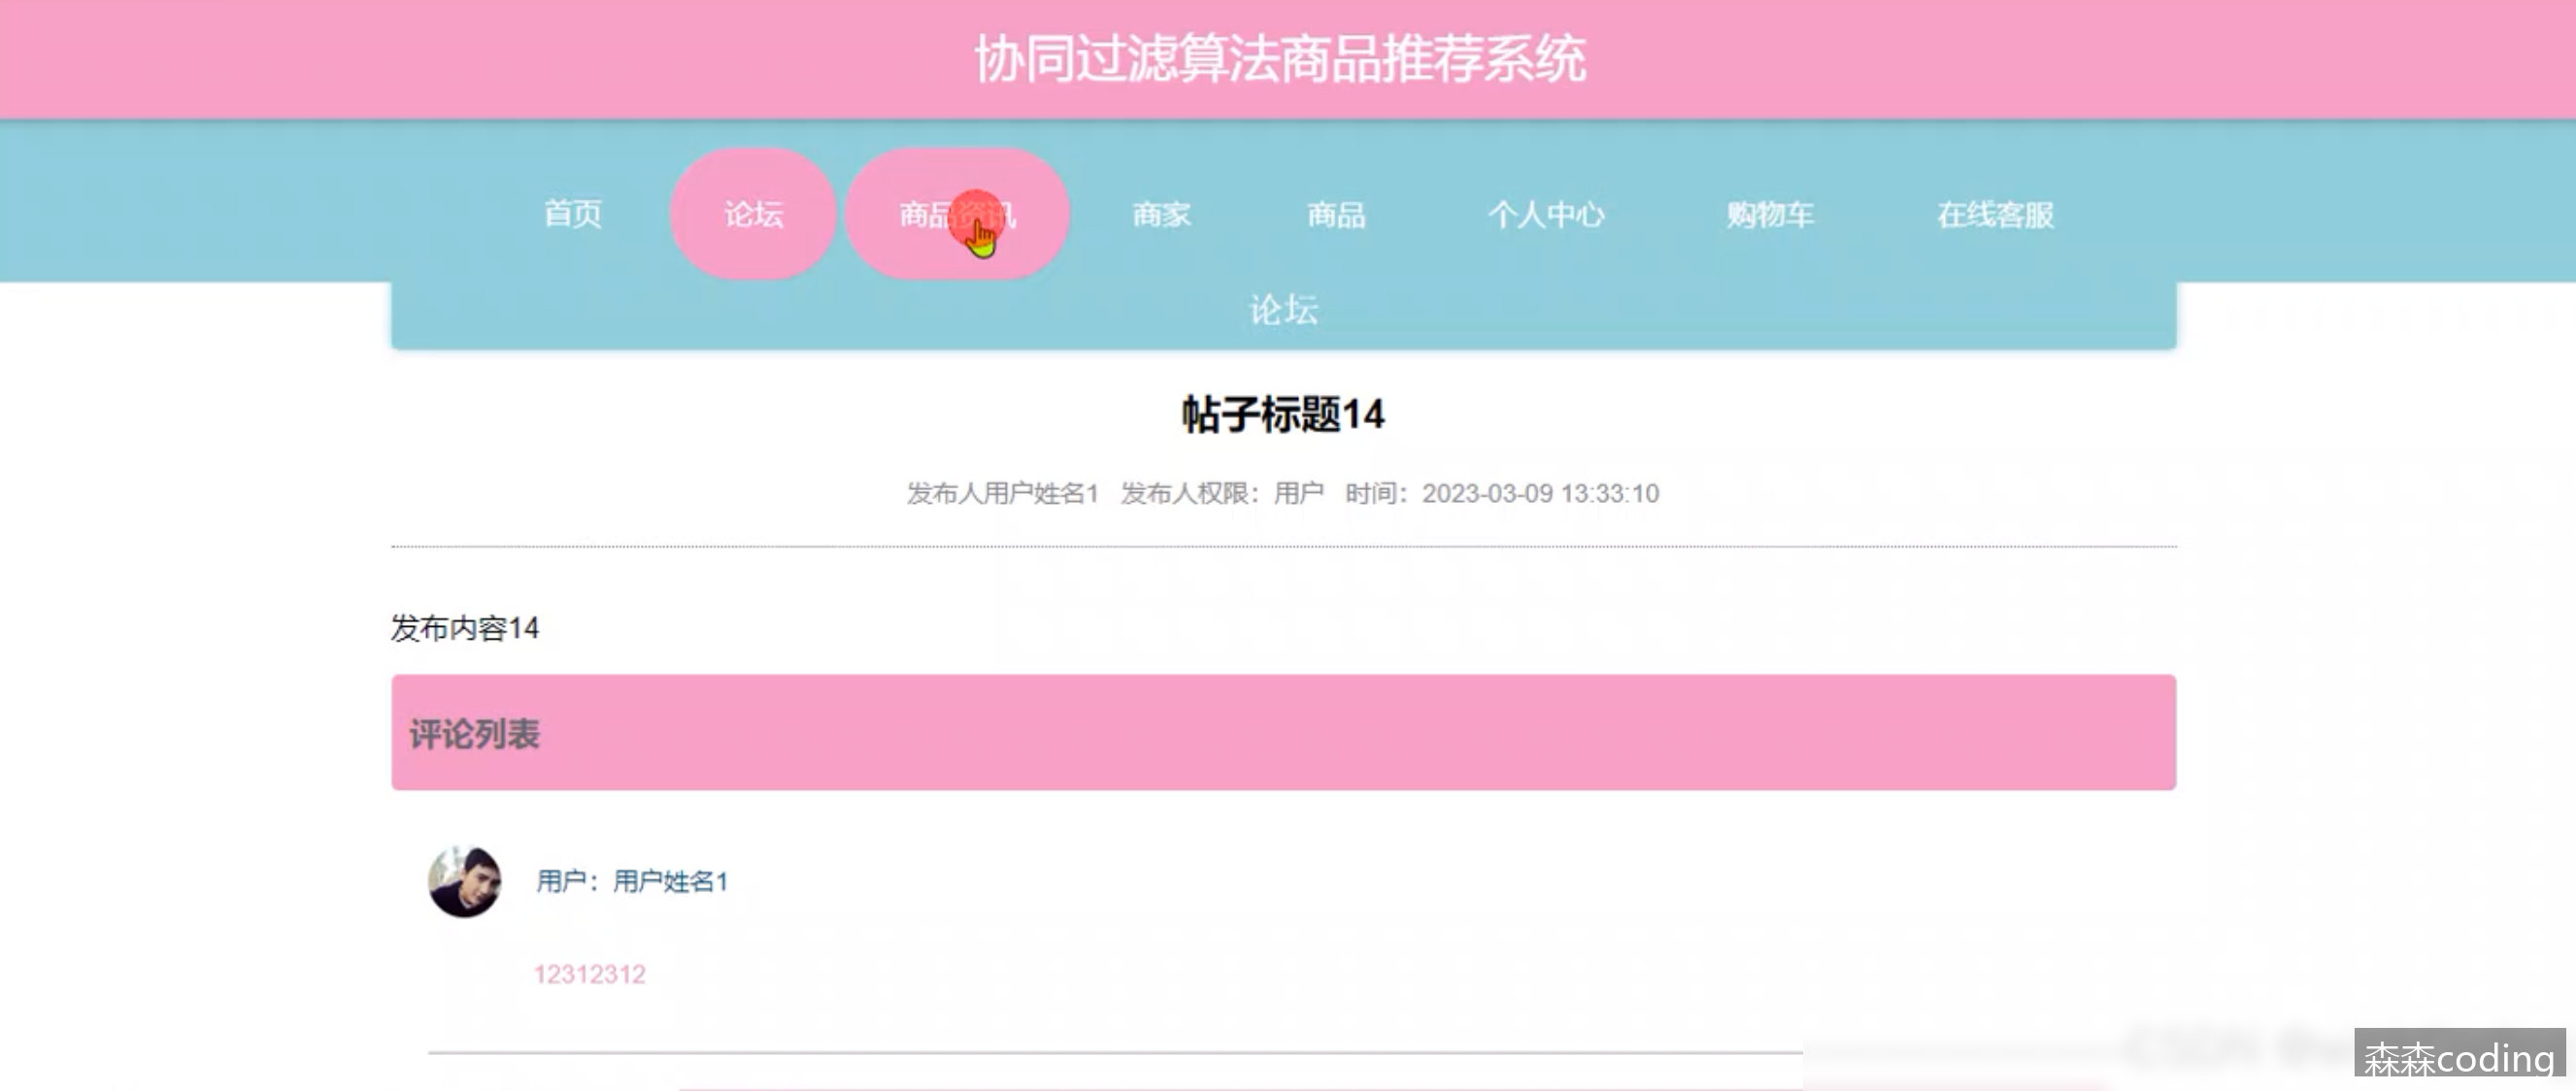 协同过滤算法商品推荐系统
首页 论坛 商品资讯 商家 商品 个人中心 购物车 在线客服
论坛
帖子标题14
发布人用户姓名1 发布人权限：用户 时间：2023-03-09 13:33:10
发布内容14
评论列表
用户：用户姓名1
12312312
森森coding